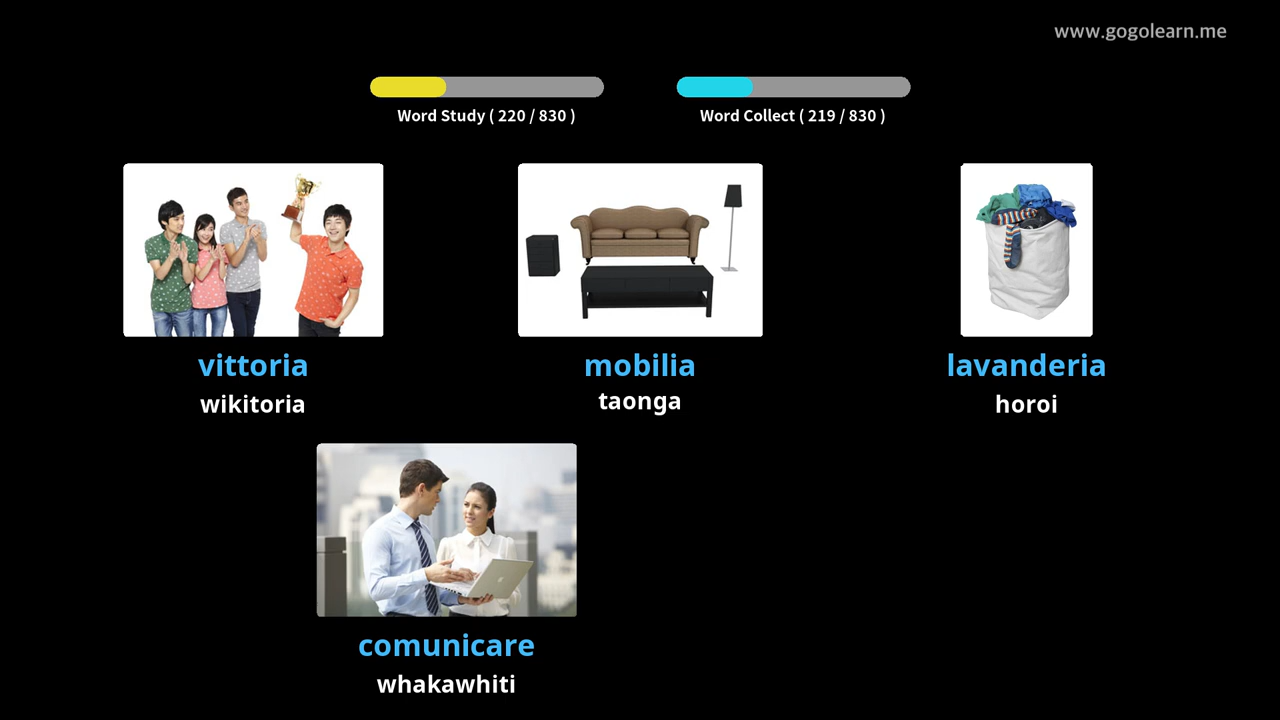 www.gogolearn.me
Word Study ( 220 / 830 )
Word Collect ( 219 / 830 )
vittoria
wikitoria
mobilia
taonga
lavanderia
horoi
comunicare
whakawhiti